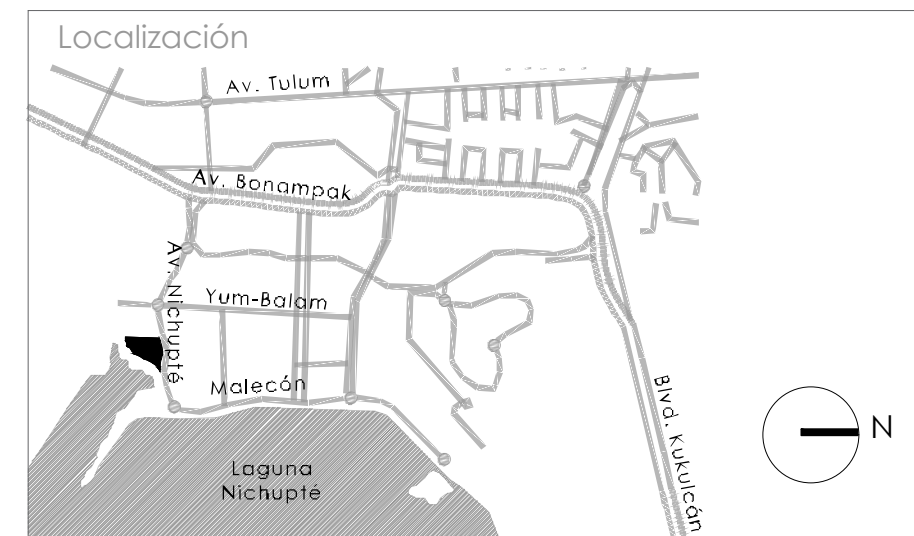 Localización
Av. Tulum
Av. Bonampak
Av. Nichupté
Yum-Balam
Malecón
Blvd. Kukulcán
N
Laguna
Nichupté